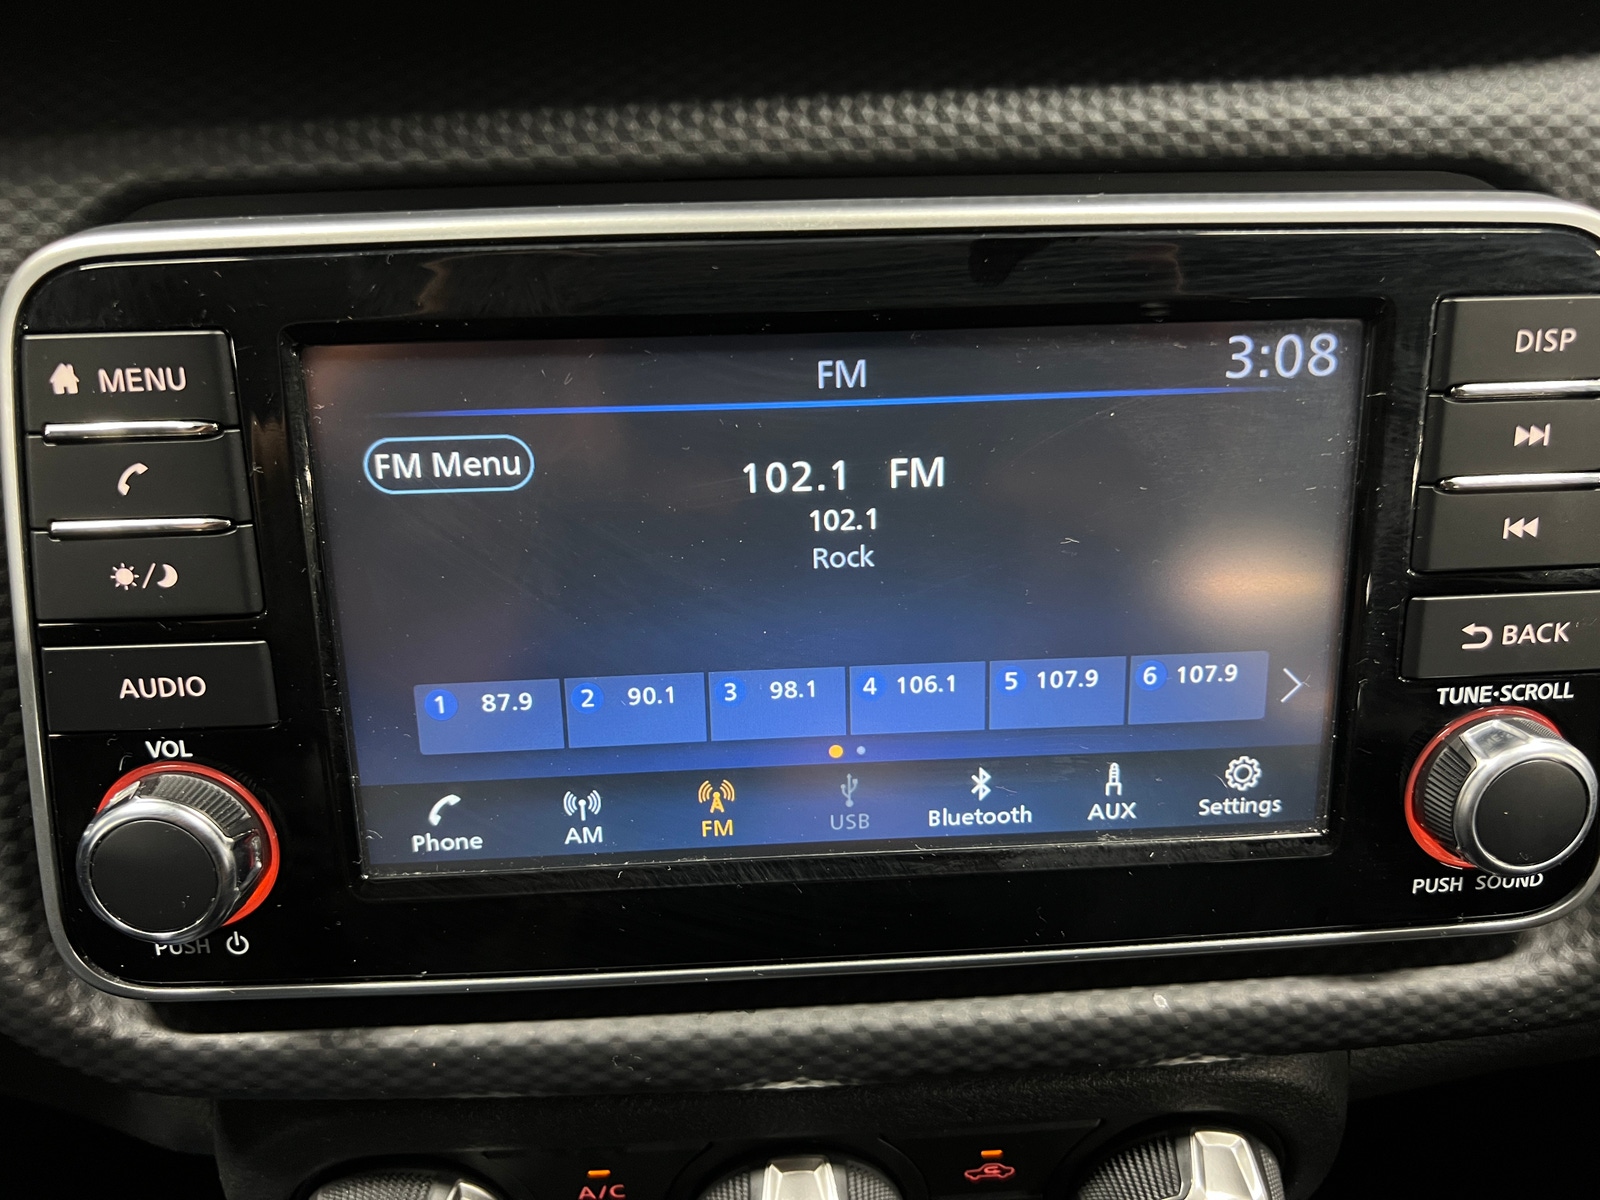 FM
3:08
MENU
DISP
FM Menu
102.1 FM
102.1
Rock
BACK
AUDIO
1 87.9
2 90.1
3 98.1
4 106.1
5 107.9
6 107.9
TUNE•SCROLL
VOL
Phone
AM
FM
USB
Bluetooth
AUX
Settings
PUSH SOUND
PUSH
A/C